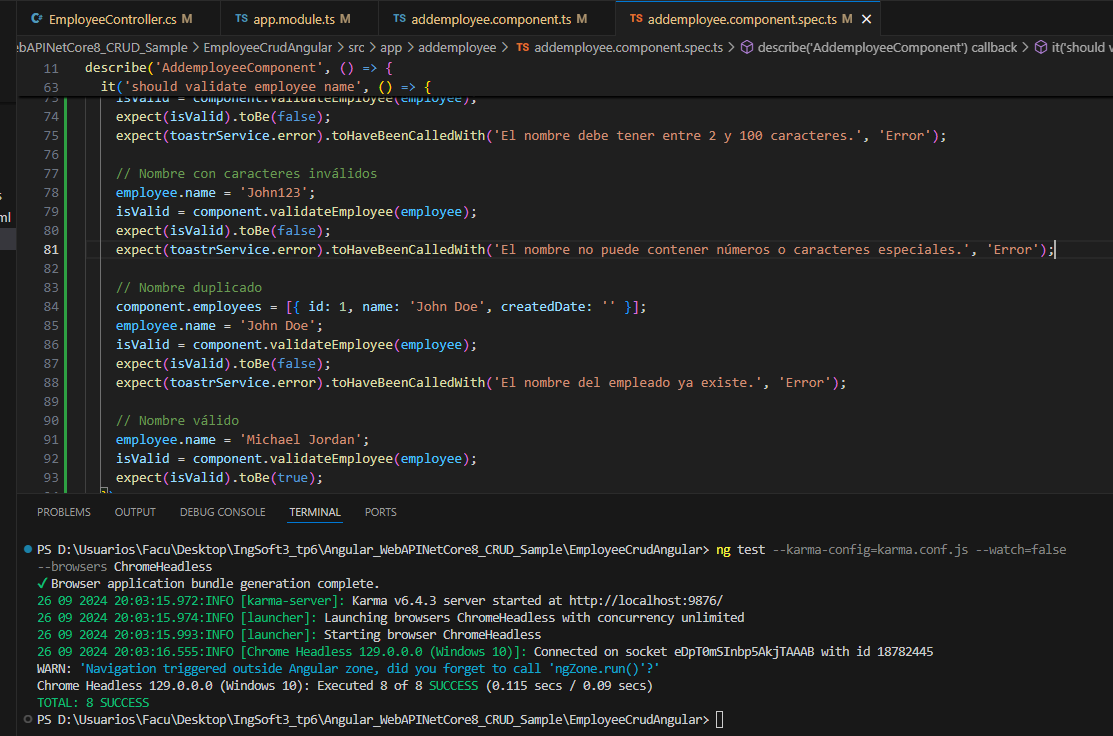 EmployeeController.cs M
TS app.module.ts M
TS addemployee.component.ts M
TS addemployee.component.spec.ts M
ebAPINetCore8_CRUD_Sample > EmployeeCrudAngular > src > app > addemployee > TS addemployee.component.spec.ts > describe('AddemployeeComponent') callback > it('should v
11 describe('AddemployeeComponent', () => {
63 it('should validate employee name', () => {
73 isValid = component.validateEmployee(employee);
74 expect(isValid).toBe(false);
75 expect(toastrService.error).toHaveBeenCalledWith('El nombre debe tener entre 2 y 100 caracteres.', 'Error');
76
77 // Nombre con caracteres inválidos
78 employee.name = 'John123';
79 isValid = component.validateEmployee(employee);
80 expect(isValid).toBe(false);
81 expect(toastrService.error).toHaveBeenCalledWith('El nombre no puede contener números o caracteres especiales.', 'Error');
82
83 // Nombre duplicado
84 component.employees = [{ id: 1, name: 'John Doe', createdDate: '' }];
85 employee.name = 'John Doe';
86 isValid = component.validateEmployee(employee);
87 expect(isValid).toBe(false);
88 expect(toastrService.error).toHaveBeenCalledWith('El nombre del empleado ya existe.', 'Error');
89
90 // Nombre válido
91 employee.name = 'Michael Jordan';
92 isValid = component.validateEmployee(employee);
93 expect(isValid).toBe(true);
ml
PROBLEMS OUTPUT DEBUG CONSOLE TERMINAL PORTS
PS D:\Usuarios\Facu\Desktop\IngSoft3_tp6\Angular_WebAPINetCore8_CRUD_Sample\EmployeeCrudAngular> ng test --karma-config=karma.conf.js --watch=false
--browsers ChromeHeadless
✓ Browser application bundle generation complete.
26 09 2024 20:03:15.972:INFO [karma-server]: Karma v6.4.3 server started at http://localhost:9876/
26 09 2024 20:03:15.974:INFO [launcher]: Launching browsers ChromeHeadless with concurrency unlimited
26 09 2024 20:03:15.993:INFO [launcher]: Starting browser ChromeHeadless
26 09 2024 20:03:16.555:INFO [Chrome Headless 129.0.0.0 (Windows 10)]: Connected on socket eDpT0mSInbp5AkjTAAAB with id 18782445
WARN: 'Navigation triggered outside Angular zone, did you forget to call 'ngZone.run()'?'
Chrome Headless 129.0.0.0 (Windows 10): Executed 8 of 8 SUCCESS (0.115 secs / 0.09 secs)
TOTAL: 8 SUCCESS
PS D:\Usuarios\Facu\Desktop\IngSoft3_tp6\Angular_WebAPINetCore8_CRUD_Sample\EmployeeCrudAngular>